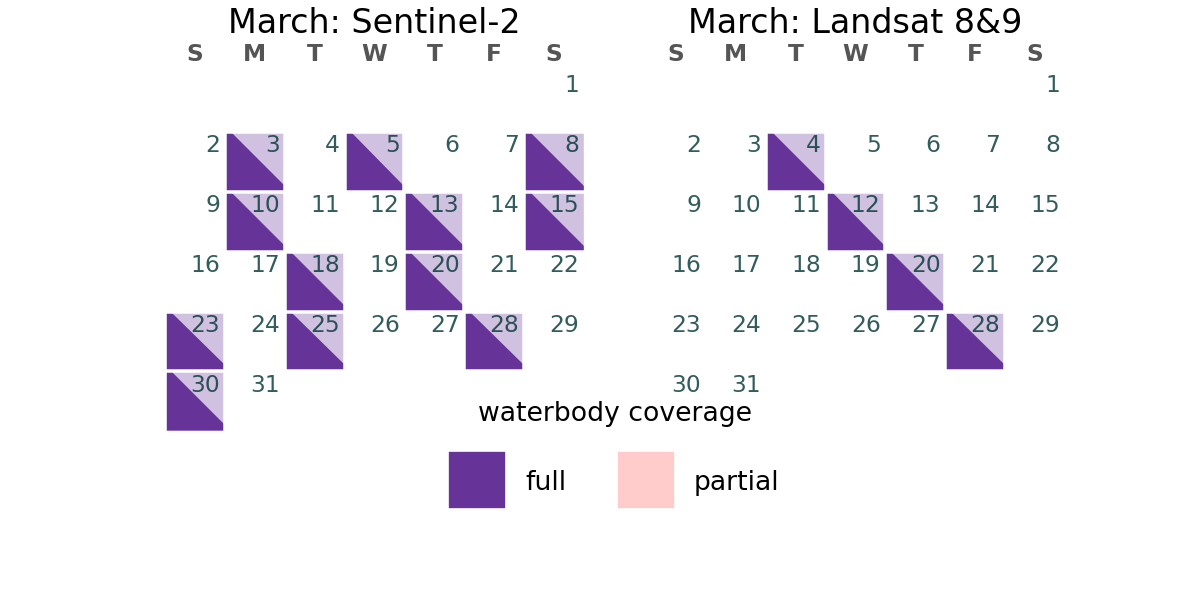 March: Sentinel-2
S M T W T F S
1
2 3 4 5 6 7 8
9 10 11 12 13 14 15
16 17 18 19 20 21 22
23 24 25 26 27 28 29
30 31
March: Landsat 8&9
S M T W T F S
1
2 3 4 5 6 7 8
9 10 11 12 13 14 15
16 17 18 19 20 21 22
23 24 25 26 27 28 29
30 31
waterbody coverage
full partial